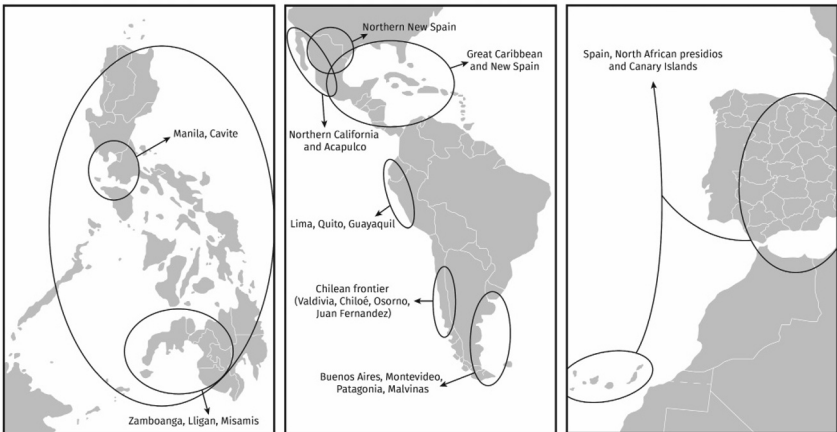 Manila, Cavite
Zamboanga, Lligan, Misamis
Northern New Spain
Great Caribbean
and New Spain
Northern California
and Acapulco
Lima, Quito, Guayaquil
Chilean frontier
(Valdivia, Chiloé, Osorno,
Juan Fernandez)
Buenos Aires, Montevideo,
Patagonia, Malvinas
Spain, North African presidios
and Canary Islands